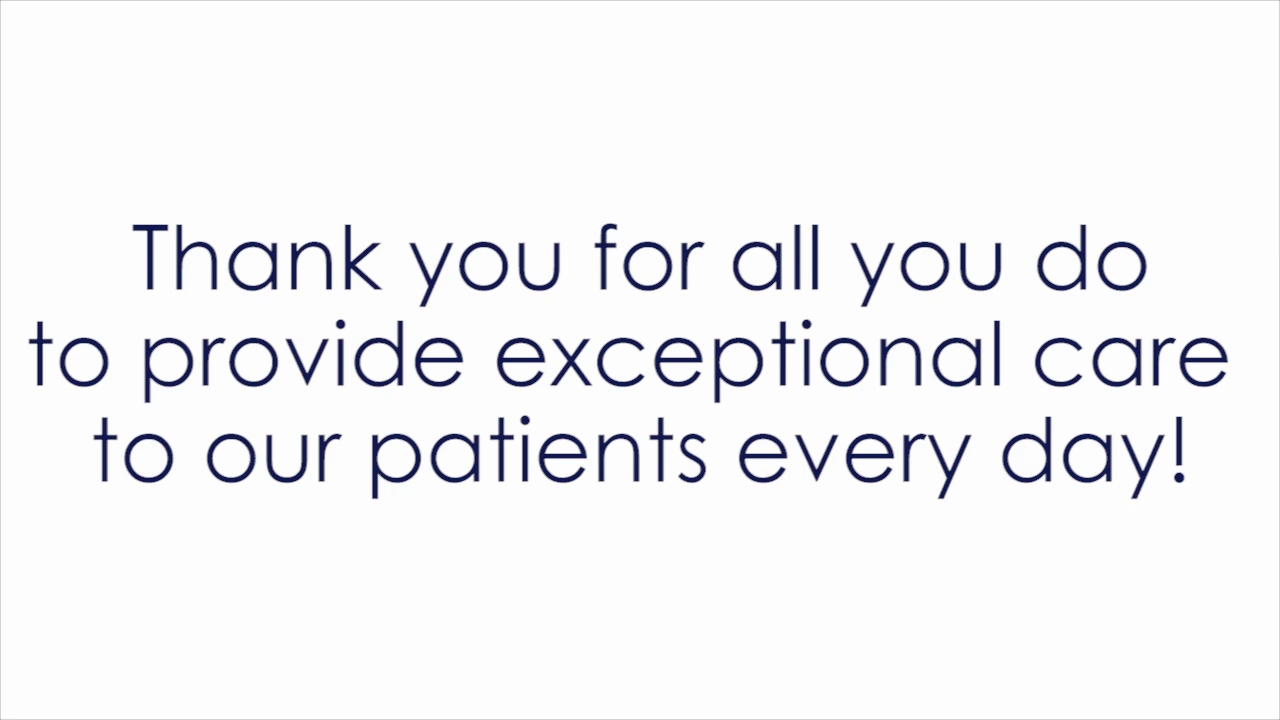 Thank you for all you do
to provide exceptional care
to our patients every day!